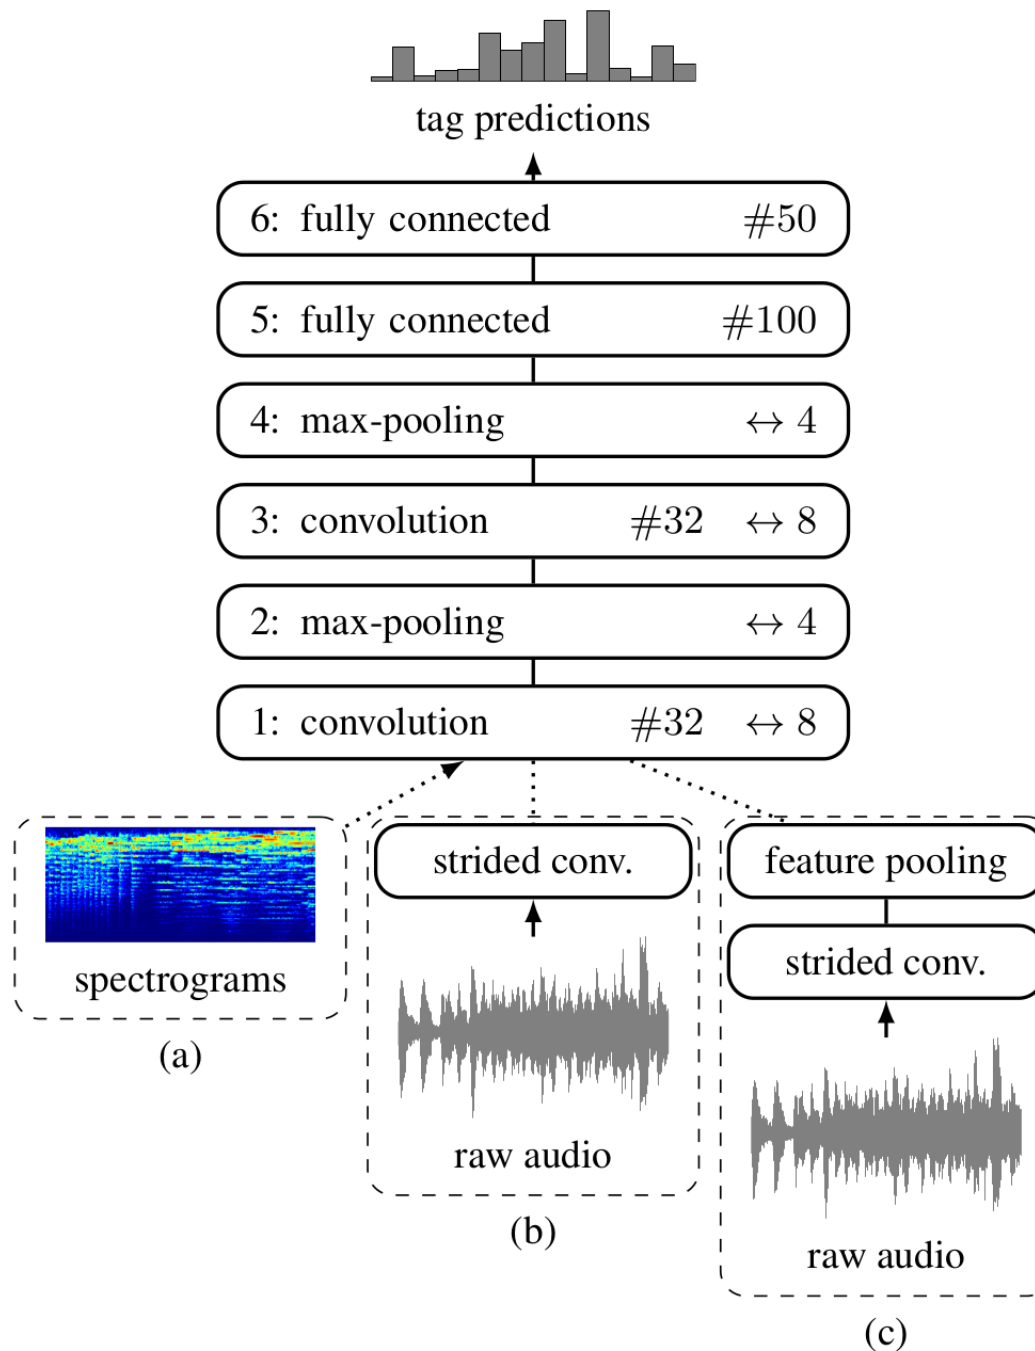 tag predictions
6: fully connected #50
5: fully connected #100
4: max-pooling ↔ 4
3: convolution #32 ↔ 8
2: max-pooling ↔ 4
1: convolution #32 ↔ 8
spectrograms
(a)
strided conv.
raw audio
(b)
feature pooling
strided conv.
raw audio
(c)